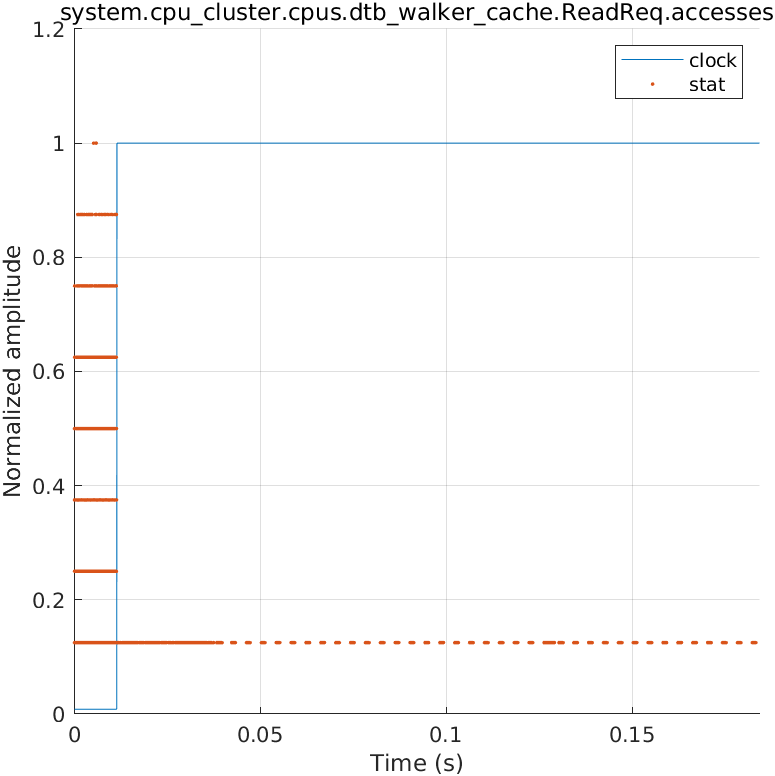 system.cpu_cluster.cpus.dtb_walker_cache.ReadReq.accesses
1.2
clock
stat
1
0.8
0.6
0.4
0.2
0
Normalized amplitude
0
0.05
0.1
0.15
Time (s)